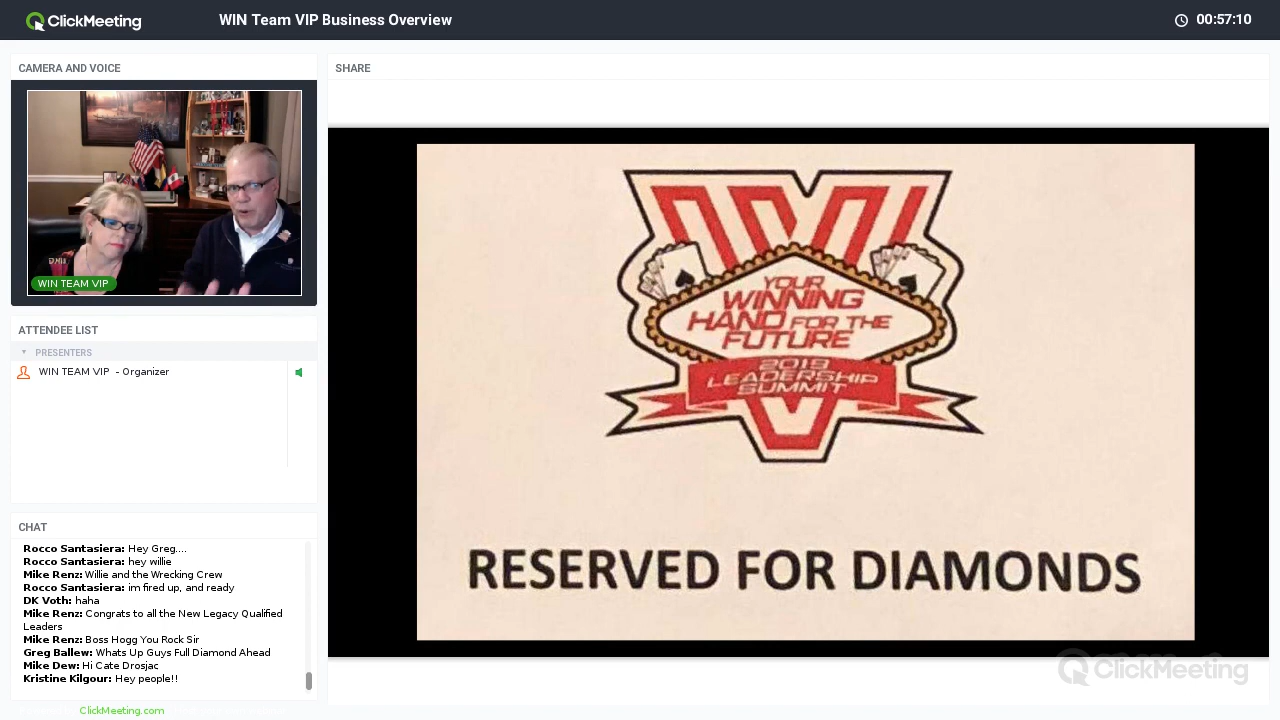 ClickMeeting
WIN Team VIP Business Overview
00:57:10
CAMERA AND VOICE
WIN TEAM VIP
ATTENDEE LIST
PRESENTERS
WIN TEAM VIP - Organizer
CHAT
Rocco Santasiera: Hey Greg....
Rocco Santasiera: hey willie
Mike Renz: Willie and the Wrecking Crew
Rocco Santasiera: im fired up, and ready
DK Voth: haha
Mike Renz: Congrats to all the New Legacy Qualified
Leaders
Mike Renz: Boss Hogg You Rock Sir
Greg Ballew: Whats Up Guys Full Diamond Ahead
Mike Dew: Hi Cate Drosjac
Kristine Kilgour: Hey people!!
ClickMeeting.com
SHARE
YOUR
WINNING
HAND FOR THE
FUTURE
2019
LEADERSHIP
SUMMIT
RESERVED FOR DIAMONDS
ClickMeeting